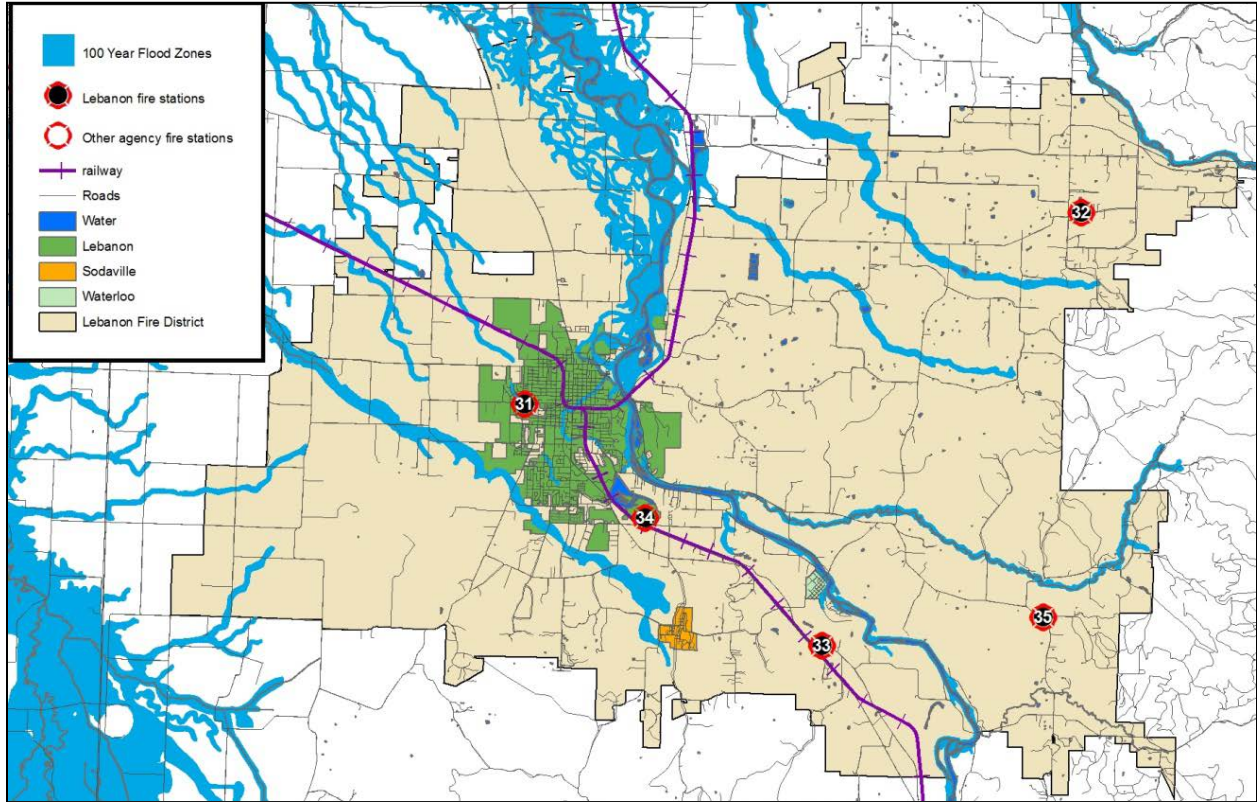 100 Year Flood Zones
Lebanon fire stations
Other agency fire stations
railway
Roads
Water
Lebanon
Sodaville
Waterloo
Lebanon Fire District
32
31
34
35
33